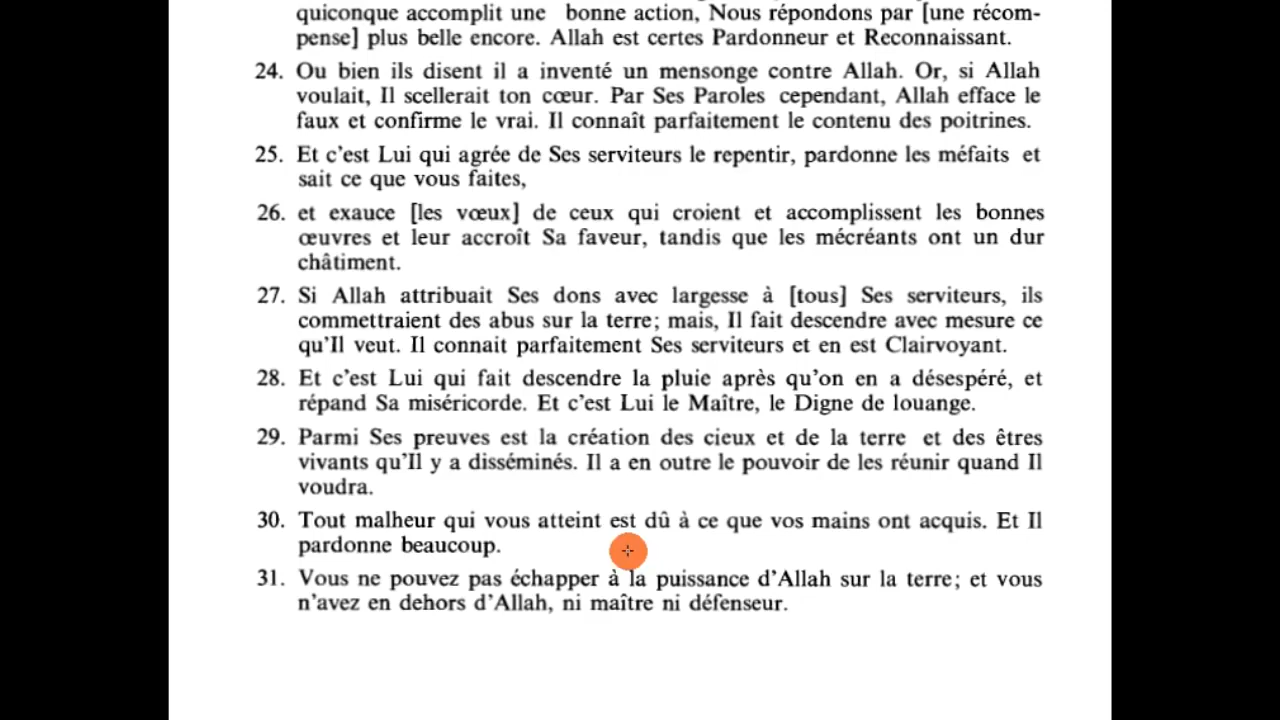 quiconque accomplit une bonne action, Nous répondons par [une récom-
pense] plus belle encore. Allah est certes Pardonneur et Reconnaissant.
24. Ou bien ils disent il a inventé un mensonge contre Allah. Or, si Allah
voulait, Il scellerait ton cœur. Par Ses Paroles cependant, Allah efface le
faux et confirme le vrai. Il connaît parfaitement le contenu des poitrines.
25. Et c’est Lui qui agrée de Ses serviteurs le repentir, pardonne les méfaits et
sait ce que vous faites,
26. et exauce [les vœux] de ceux qui croient et accomplissent les bonnes
œuvres et leur accroît Sa faveur, tandis que les mécréants ont un dur
châtiment.
27. Si Allah attribuait Ses dons avec largesse à [tous] Ses serviteurs, ils
commettraient des abus sur la terre; mais, Il fait descendre avec mesure ce
qu’Il veut. Il connait parfaitement Ses serviteurs et en est Clairvoyant.
28. Et c’est Lui qui fait descendre la pluie après qu’on en a désespéré, et
répand Sa miséricorde. Et c’est Lui le Maître, le Digne de louange.
29. Parmi Ses preuves est la création des cieux et de la terre et des êtres
vivants qu’Il y a disséminés. Il a en outre le pouvoir de les réunir quand Il
voudra.
30. Tout malheur qui vous atteint est dû à ce que vos mains ont acquis. Et Il
pardonne beaucoup.
31. Vous ne pouvez pas échapper à la puissance d’Allah sur la terre; et vous
n’avez en dehors d’Allah, ni maître ni défenseur.